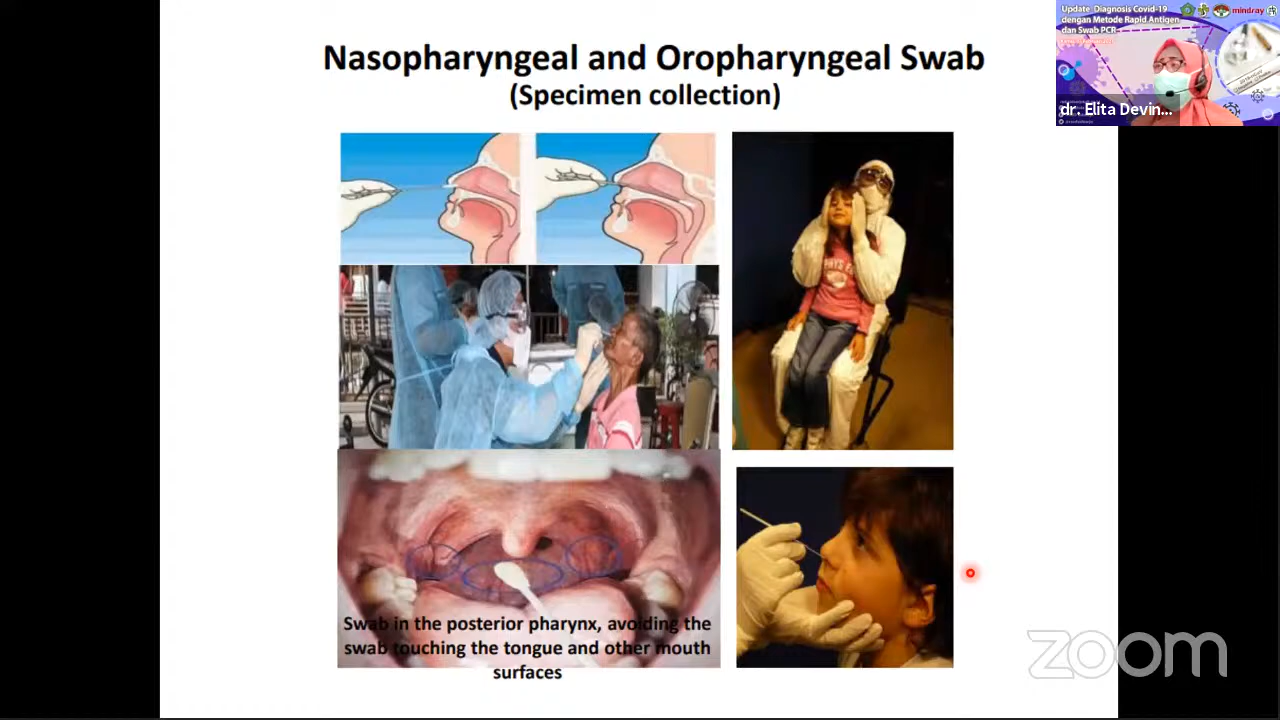 Nasopharyngeal and Oropharyngeal Swab
(Specimen collection)
Swab in the posterior pharynx, avoiding the
swab touching the tongue and other mouth
surfaces
Update Diagnosis Covid-19
dengan Metode Rapid Antigen
dan Swab PCR
mindray
dr. Elita Devin...
zoom